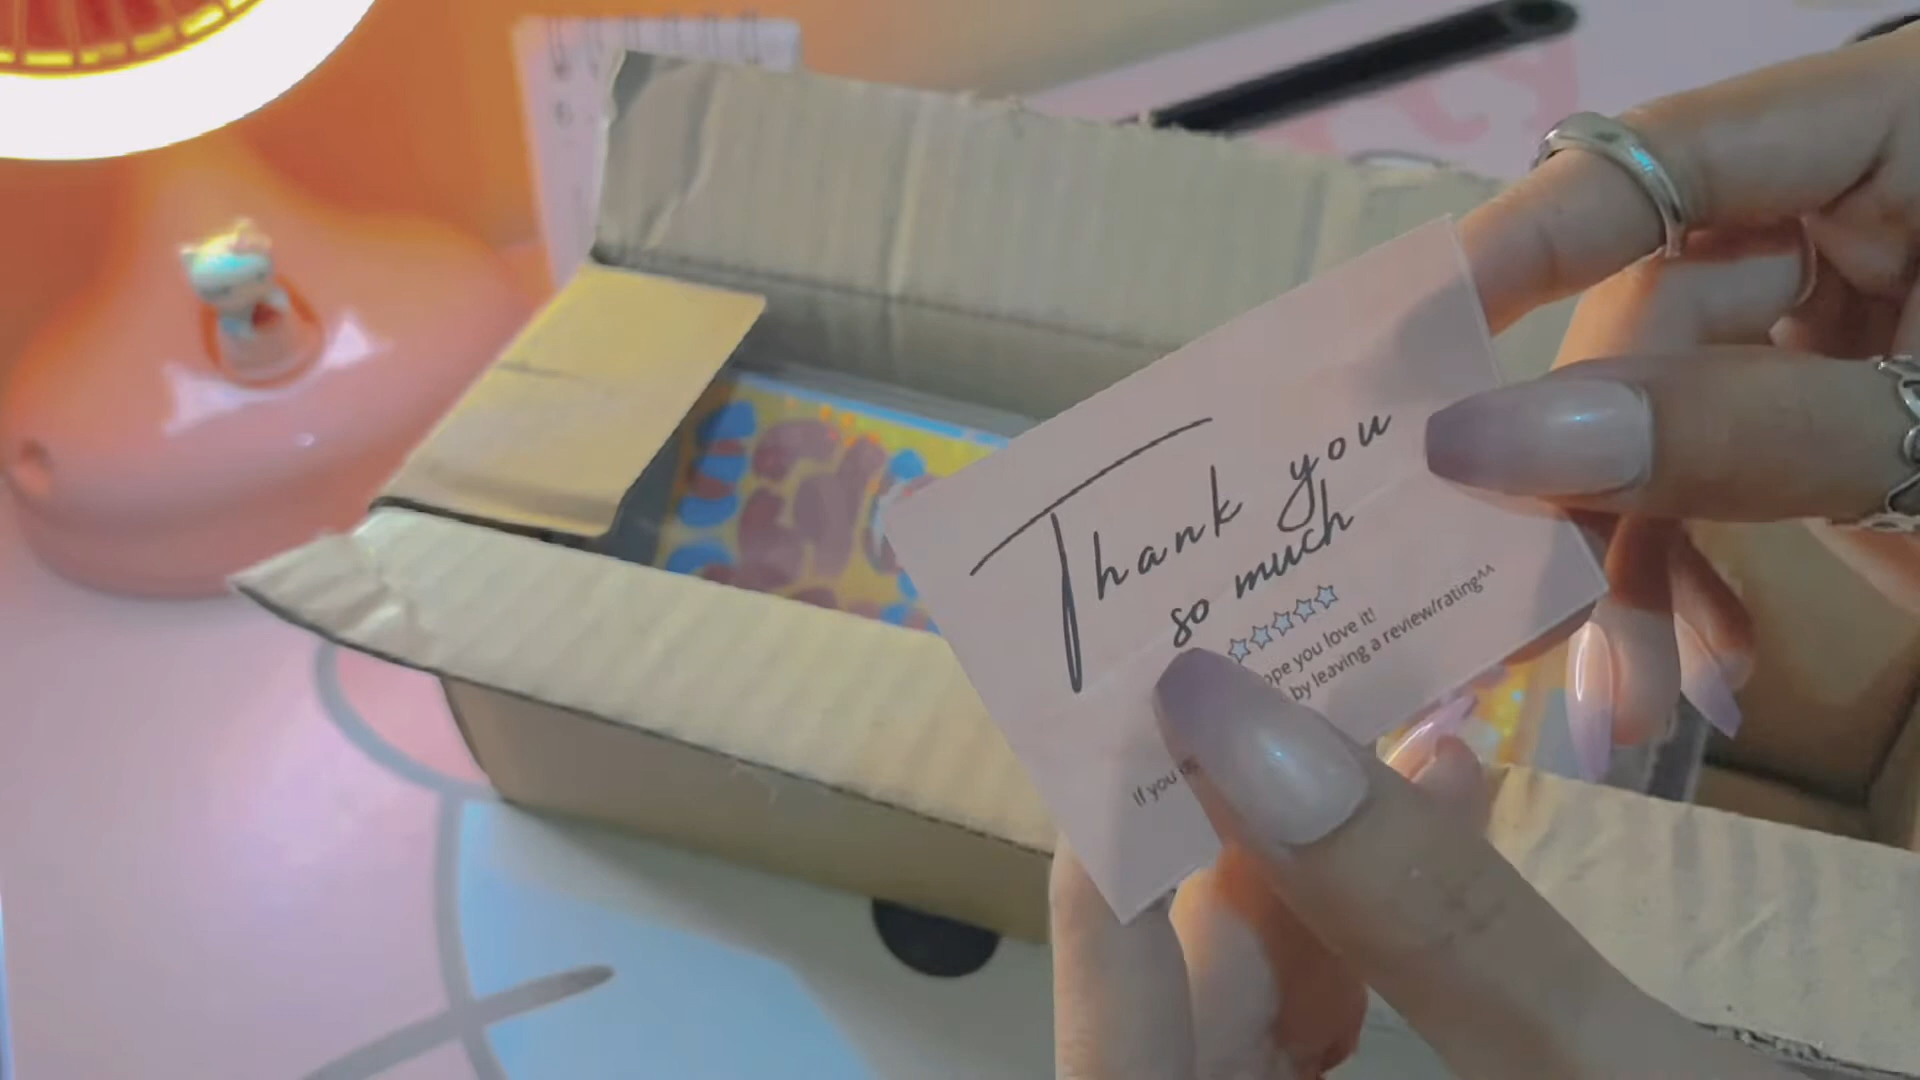 Thank you
so much
ope you love it!
by leaving a review/rating^^
If you